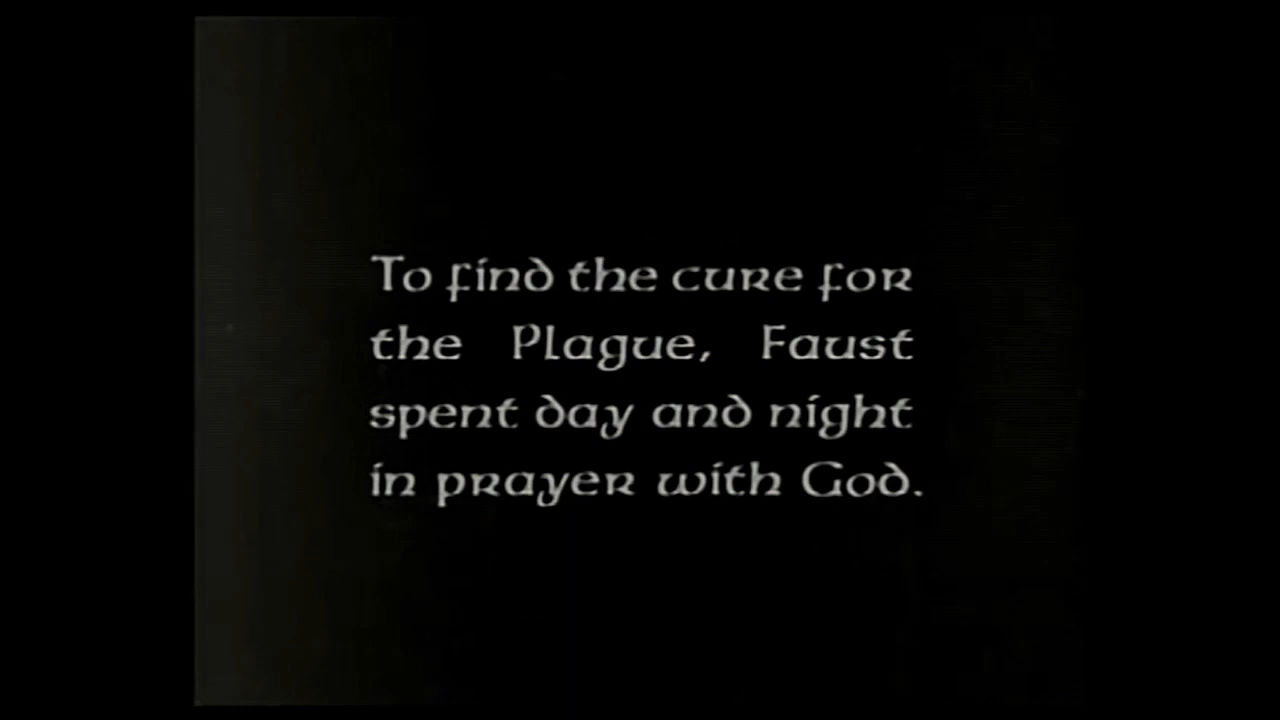 To find the cure for
the Plague, Faust
spent day and night
in prayer with God.